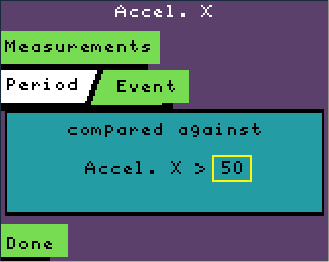 Accel. X
Measurements
Period Event
compared against
Accel. X > 50
Done